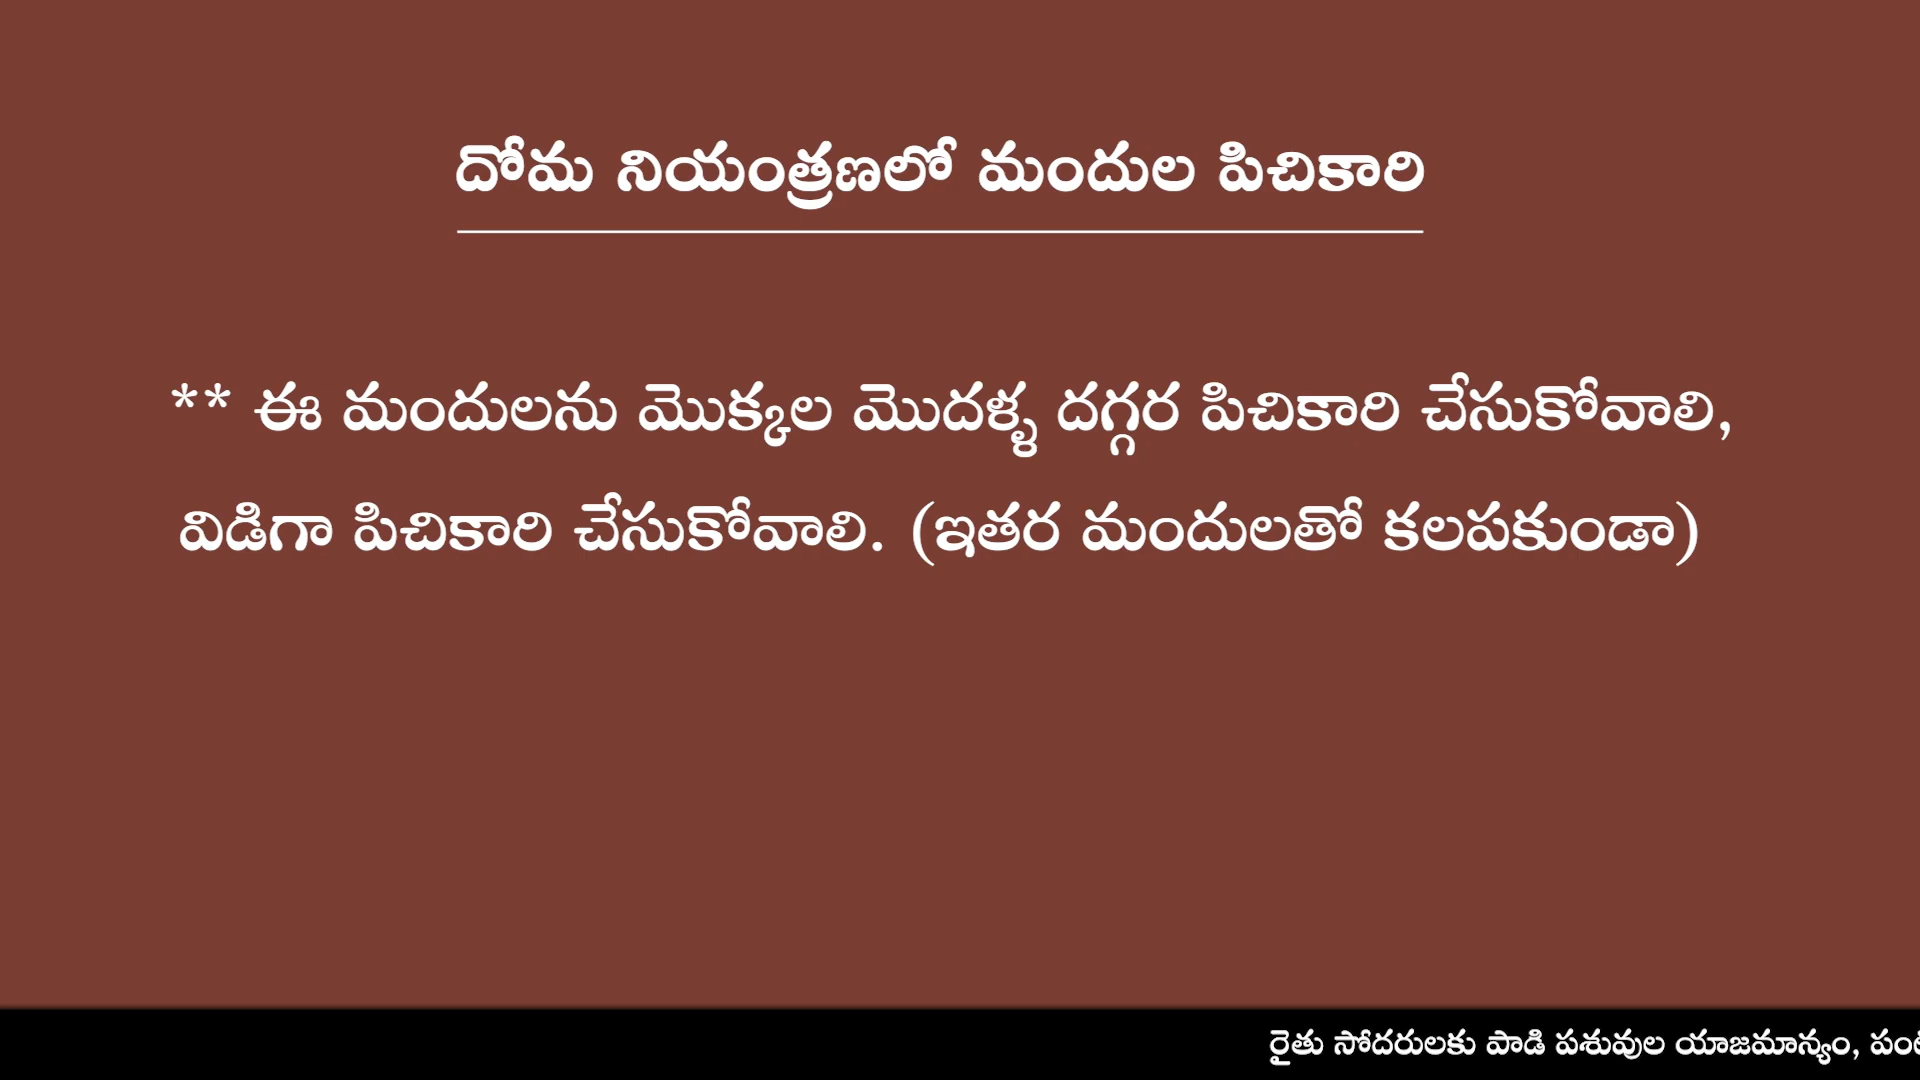 దోమ నియంత్రణలో మందుల పిచికారి
** ఈ మందులను మొక్కల మొదళ్ళ దగ్గర పిచికారి చేసుకోవాలి,
విడిగా పిచికారి చేసుకోవాలి. (ఇతర మందులతో కలపకుండా)
రైతు సోదరులకు పాడి పశువుల యాజమాన్యం,